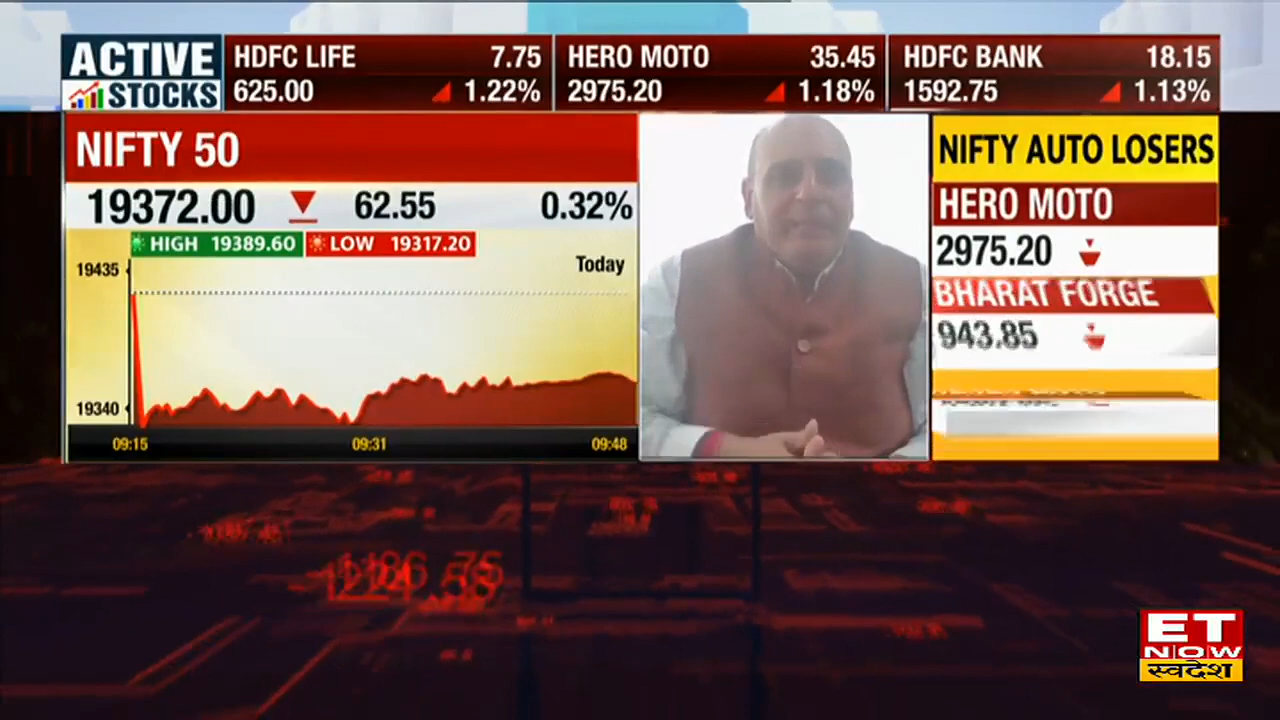 ACTIVE
STOCKS
HDFC LIFE 7.75
625.00 1.22%
HERO MOTO 35.45
2975.20 1.18%
HDFC BANK 18.15
1592.75 1.13%
NIFTY 50
19372.00 62.55 0.32%
HIGH 19389.60 LOW 19317.20
Today
19435
19340
09:15 09:31 09:48
NIFTY AUTO LOSERS
HERO MOTO
2975.20
BHARAT FORGE
943.85
ET
NOW
स्वदेश